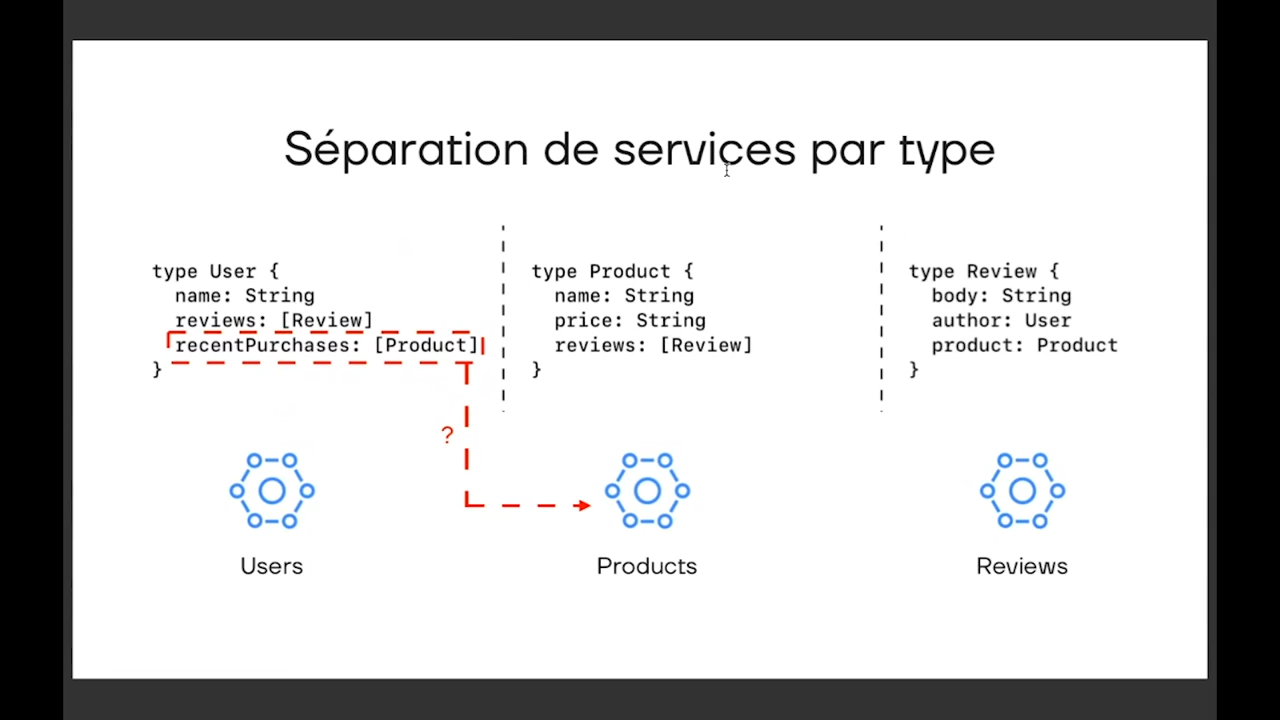 Séparation de services par type
type User {
name: String
reviews: [Review]
recentPurchases: [Product]
}
type Product {
name: String
price: String
reviews: [Review]
}
type Review {
body: String
author: User
product: Product
}
?
Users
Products
Reviews